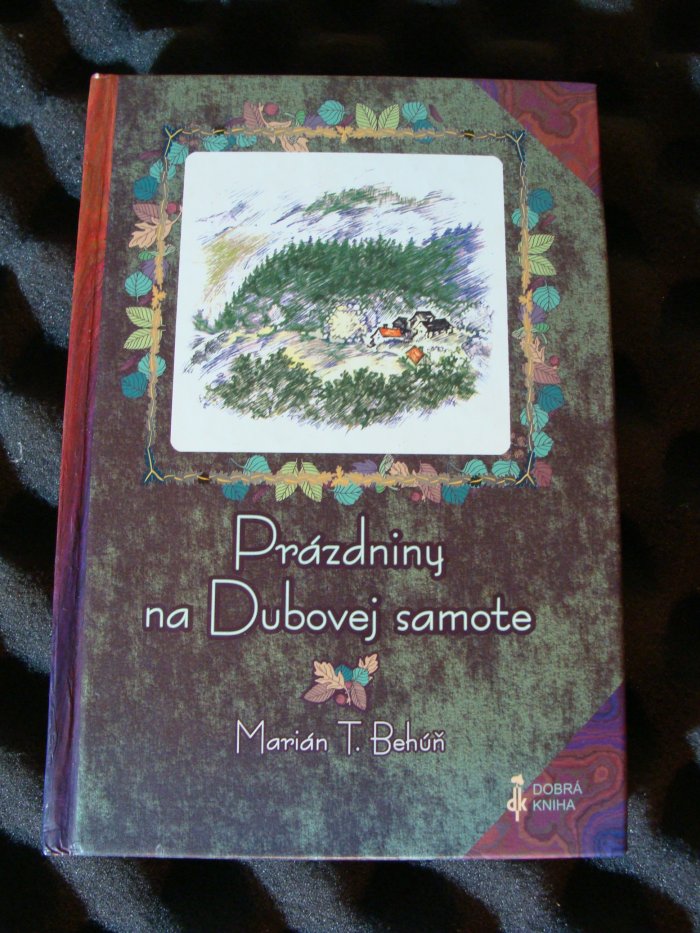 Prázdniny
na Dubovej samote
Marián T. Behúň
dk DOBRÁ
KNIHA